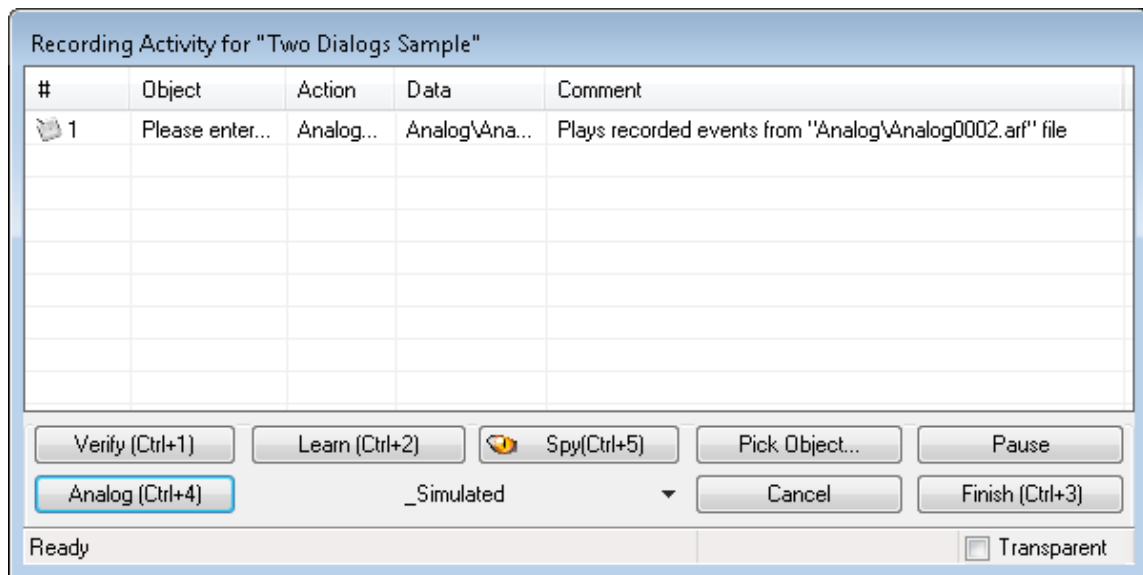 Recording Activity for "Two Dialogs Sample"
# Object Action Data Comment
1 Please enter... Analog... Analog\Ana... Plays recorded events from "Analog\Analog0002.arf" file
Verify (Ctrl+1) Learn (Ctrl+2) Spy(Ctrl+5) Pick Object... Pause
Analog (Ctrl+4) _Simulated Cancel Finish (Ctrl+3)
Ready Transparent